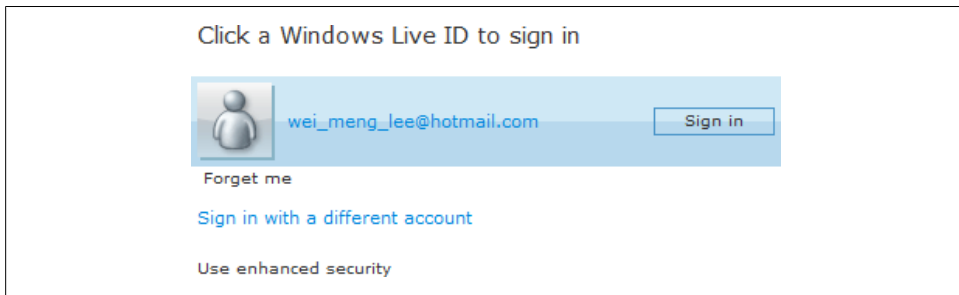 Click a Windows Live ID to sign in
wei_meng_lee@hotmail.com Sign in
Forget me
Sign in with a different account
Use enhanced security